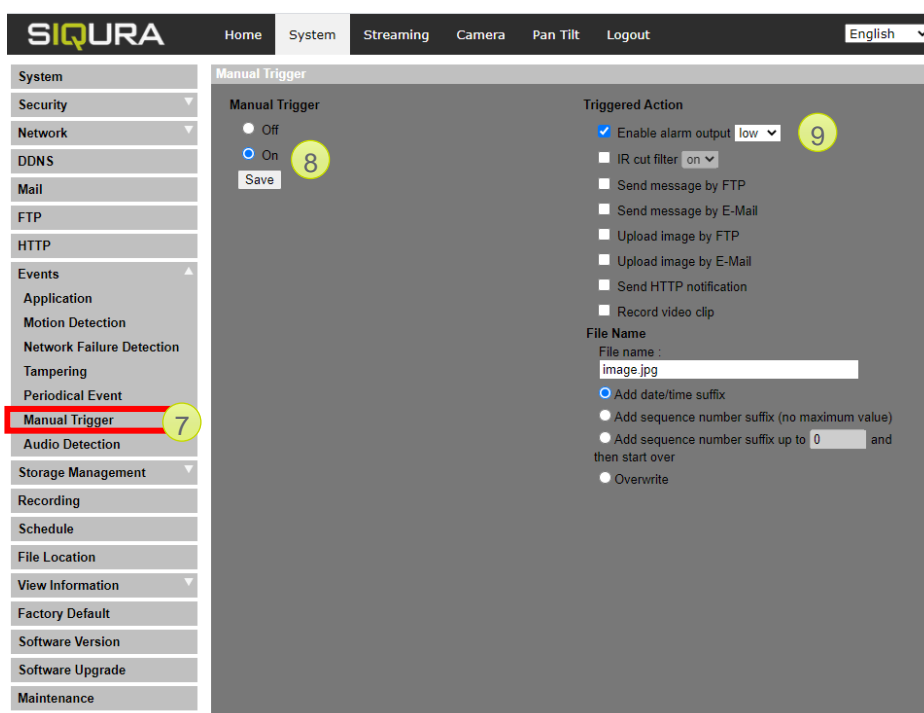 SIQURA
Home System Streaming Camera Pan Tilt Logout English
System
Security
Network
DDNS
Mail
FTP
HTTP
Events
Application
Motion Detection
Network Failure Detection
Tampering
Periodical Event
Manual Trigger
7
Audio Detection
Storage Management
Recording
Schedule
File Location
View Information
Factory Default
Software Version
Software Upgrade
Maintenance
Manual Trigger
Manual Trigger
Off
On
8
Save
Triggered Action
Enable alarm output low
9
IR cut filter on
Send message by FTP
Send message by E-Mail
Upload image by FTP
Upload image by E-Mail
Send HTTP notification
Record video clip
File Name
File name :
image.jpg
Add date/time suffix
Add sequence number suffix (no maximum value)
Add sequence number suffix up to 0 and
then start over
Overwrite